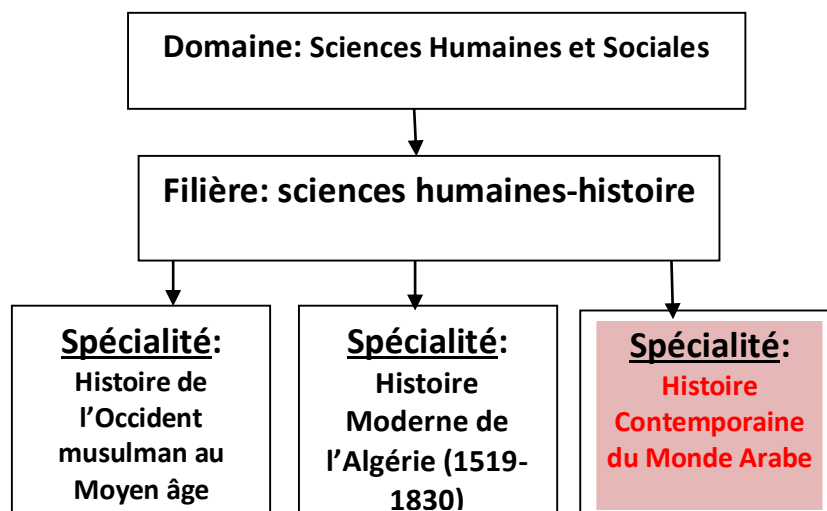 Domaine: Sciences Humaines et Sociales
Filière: sciences humaines-histoire
Spécialité:
Histoire de
l’Occident
musulman au
Moyen âge
Spécialité:
Histoire
Moderne de
l’Algérie (1519-
1830)
Spécialité:
Histoire
Contemporaine
du Monde Arabe